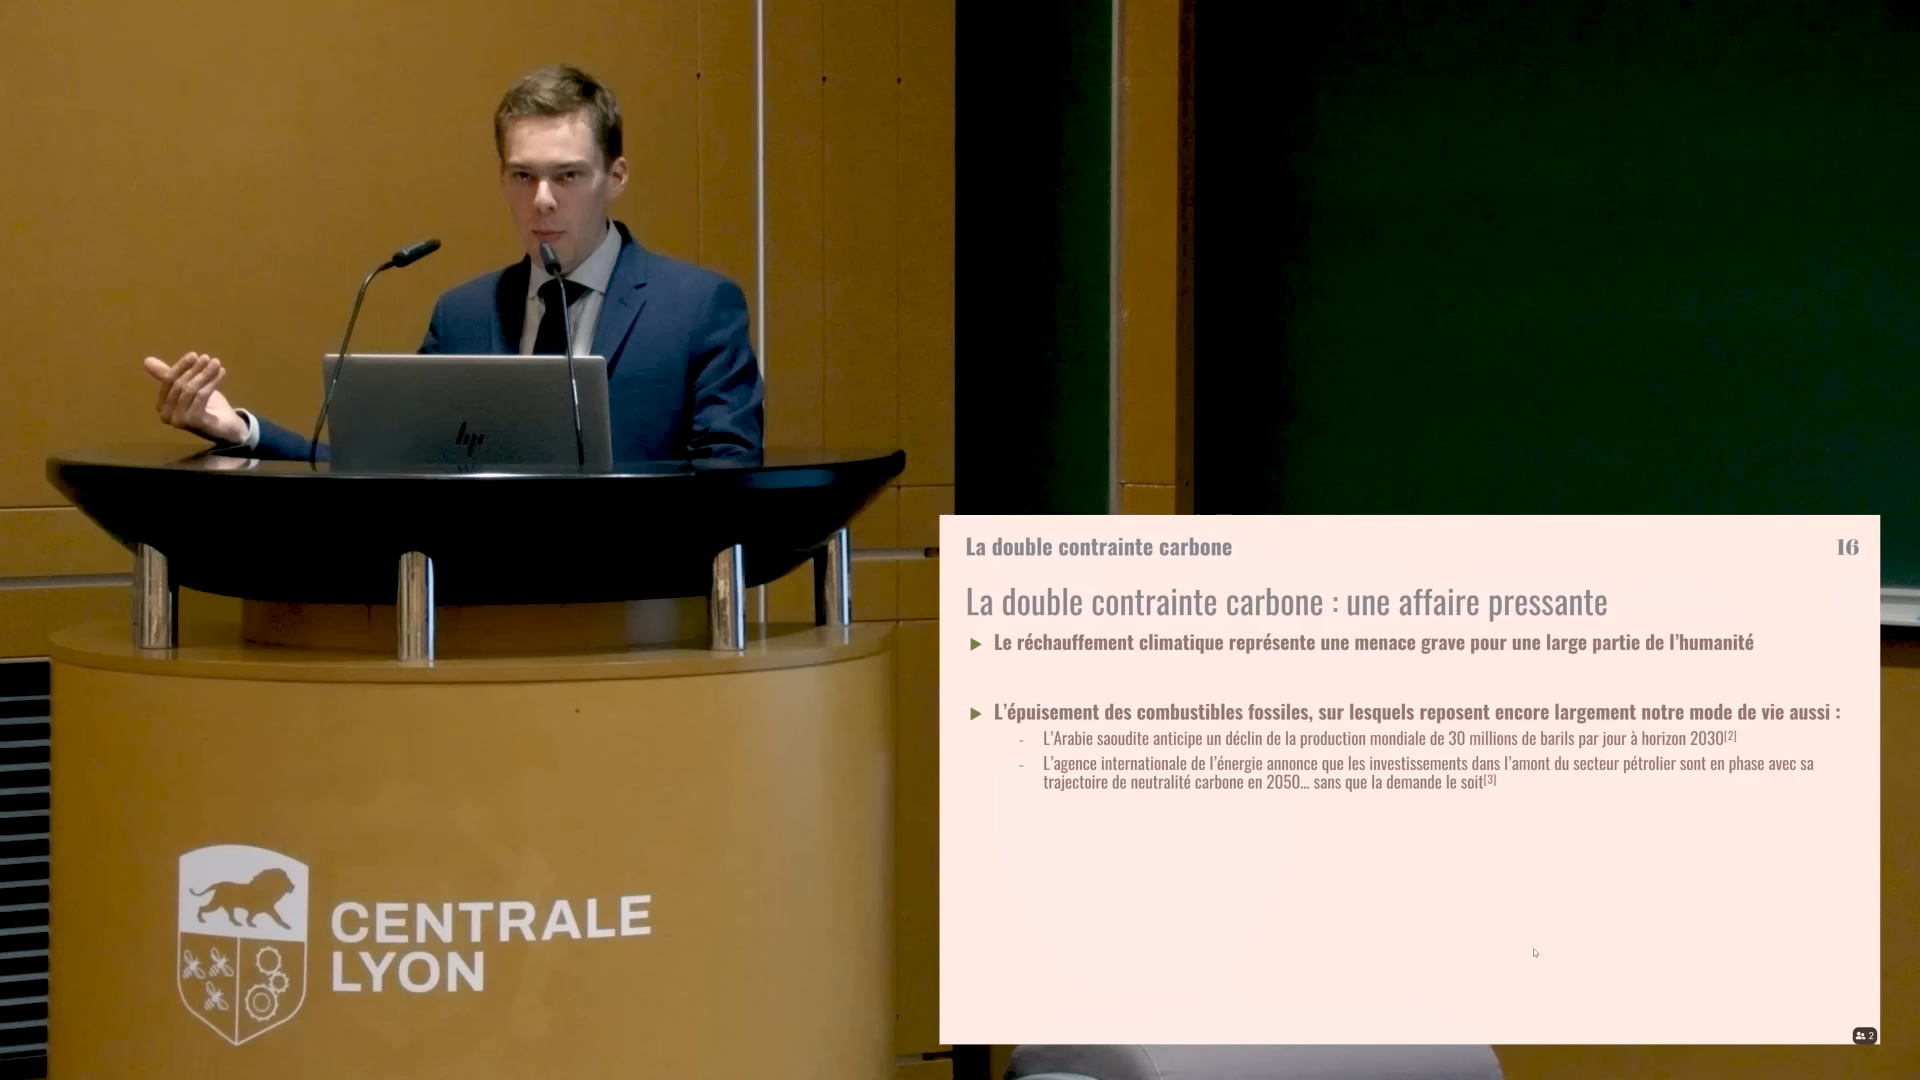 hp
CENTRALE
LYON
La double contrainte carbone
16
La double contrainte carbone : une affaire pressante
Le réchauffement climatique représente une menace grave pour une large partie de l'humanité
L'épuisement des combustibles fossiles, sur lesquels reposent encore largement notre mode de vie aussi :
- L'Arabie saoudite anticipe un déclin de la production mondiale de 30 millions de barils par jour à horizon 2030[2]
- L'agence internationale de l'énergie annonce que les investissements dans l'amont du secteur pétrolier sont en phase avec sa
trajectoire de neutralité carbone en 2050... sans que la demande le soit[3]
2